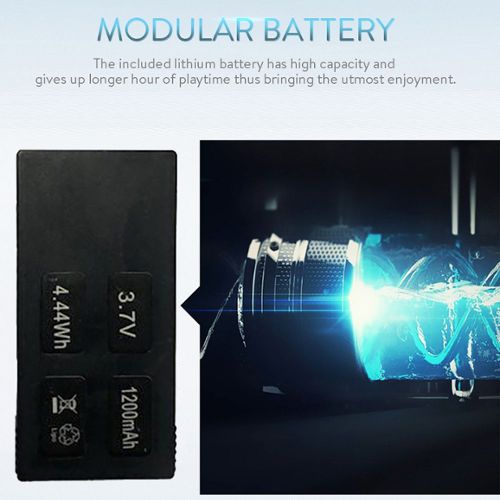 MODULAR BATTERY
The included lithium battery has high capacity and
gives up longer hour of playtime thus bringing the utmost enjoyment.
4.44Wh
3.7V
1200mAh
Lipo